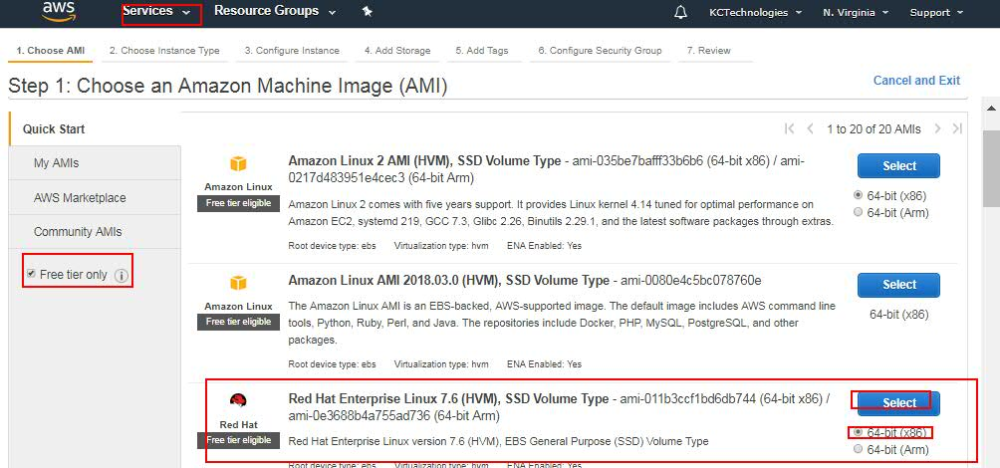 aws Services Resource Groups KCTechnologies N. Virginia Support
1. Choose AMI 2. Choose Instance Type 3. Configure Instance 4. Add Storage 5. Add Tags 6. Configure Security Group 7. Review
Step 1: Choose an Amazon Machine Image (AMI)
Cancel and Exit
Quick Start
My AMIs
AWS Marketplace
Community AMIs
Free tier only
1 to 20 of 20 AMIs
Amazon Linux
Free tier eligible
Amazon Linux 2 AMI (HVM), SSD Volume Type - ami-035be7bafff33b6b6 (64-bit x86) / ami-
0217d483951e4cec3 (64-bit Arm)
Amazon Linux 2 comes with five years support. It provides Linux kernel 4.14 tuned for optimal performance on
Amazon EC2, systemd 219, GCC 7.3, Glibc 2.26, Binutils 2.29.1, and the latest software packages through extras.
Root device type: ebs Virtualization type: hvm ENA Enabled: Yes
Select
64-bit (x86)
64-bit (Arm)
Amazon Linux
Free tier eligible
Amazon Linux AMI 2018.03.0 (HVM), SSD Volume Type - ami-0080e4c5bc078760e
The Amazon Linux AMI is an EBS-backed, AWS-supported image. The default image includes AWS command line
tools, Python, Ruby, Perl, and Java. The repositories include Docker, PHP, MySQL, PostgreSQL, and other
packages.
Root device type: ebs Virtualization type: hvm ENA Enabled: Yes
Select
64-bit (x86)
Red Hat
Free tier eligible
Red Hat Enterprise Linux 7.6 (HVM), SSD Volume Type - ami-011b3ccf1bd6db744 (64-bit x86) /
ami-0e3688b4a755ad736 (64-bit Arm)
Red Hat Enterprise Linux version 7.6 (HVM), EBS General Purpose (SSD) Volume Type
Root device type: ebs Virtualization type: hvm ENA Enabled: Yes
Select
64-bit (x86)
64-bit (Arm)